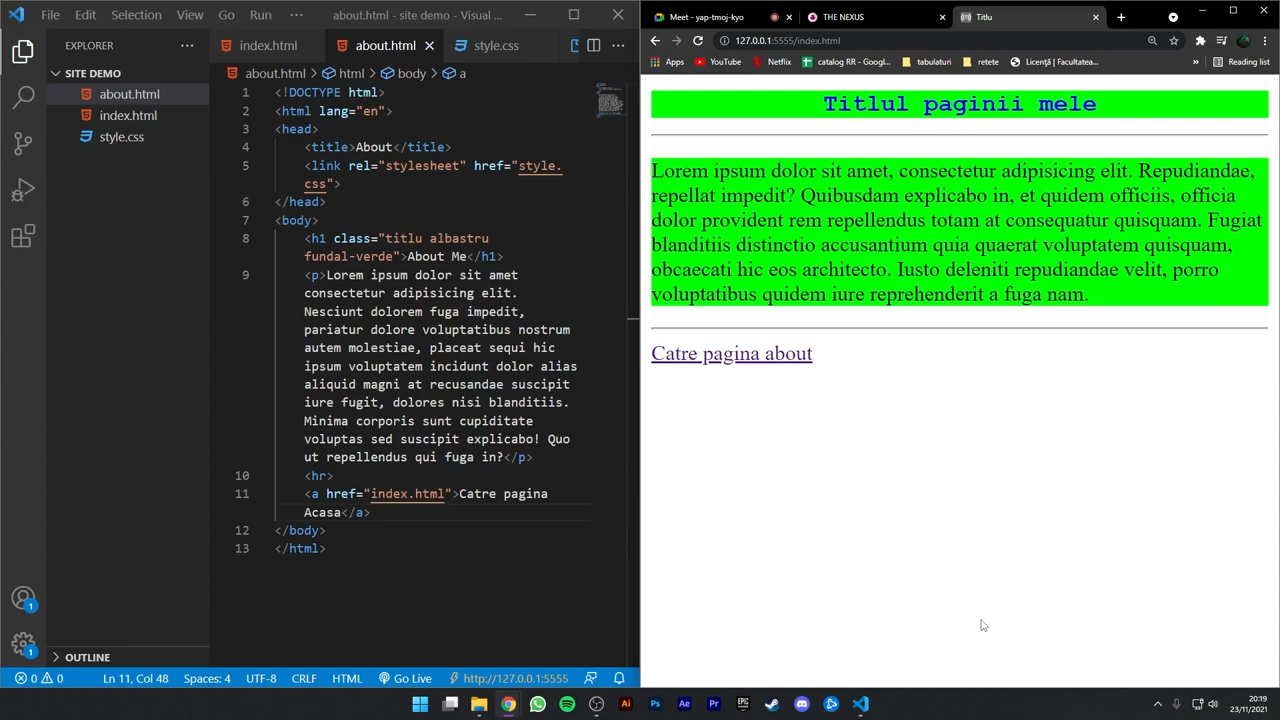 File Edit Selection View Go Run ··· about.html - site demo - Visual ...
EXPLORER ···
SITE DEMO
about.html
index.html
style.css
OUTLINE
index.html about.html style.css
about.html > html > body > a
1 <!DOCTYPE html>
2 <html lang="en">
3 <head>
4 <title>About</title>
5 <link rel="stylesheet" href="style.
css">
6 </head>
7 <body>
8 <h1 class="titlu albastru
fundal-verde">About Me</h1>
9 <p>Lorem ipsum dolor sit amet
consectetur adipisicing elit.
Nesciunt dolorem fuga impedit,
pariatur dolore voluptatibus nostrum
autem molestiae, placeat sequi hic
ipsum voluptatem incidunt dolor alias
aliquid magni at recusandae suscipit
iure fugit, dolores nisi blanditiis.
Minima corporis sunt cupiditate
voluptas sed suscipit explicabo! Quo
ut repellendus qui fuga in?</p>
10 <hr>
11 <a href="index.html">Catre pagina
Acasa</a>
12 </body>
13 </html>
1
1
0 0 Ln 11, Col 48 Spaces: 4 UTF-8 CRLF HTML Go Live http://127.0.0.1:5555
Meet - yap-tmoj-kyo THE NEXUS Titlu
127.0.0.1:5555/index.html
Apps YouTube Netflix catalog RR - Googl... tabulaturi retete Licență | Facultatea... » Reading list
Titlul paginii mele
Lorem ipsum dolor sit amet, consectetur adipisicing elit. Repudiandae,
repellat impedit? Quibusdam explicabo in, et quidem officiis, officia
dolor provident rem repellendus totam at consequatur quisquam. Fugiat
blanditiis distinctio accusantium quia quaerat voluptatem quisquam,
obcaecati hic eos architecto. Iusto deleniti repudiandae velit, porro
voluptatibus quidem iure reprehenderit a fuga nam.
Catre pagina about
Ai Ps Ae Pr EPIC GAMES
20:19
23/11/2021